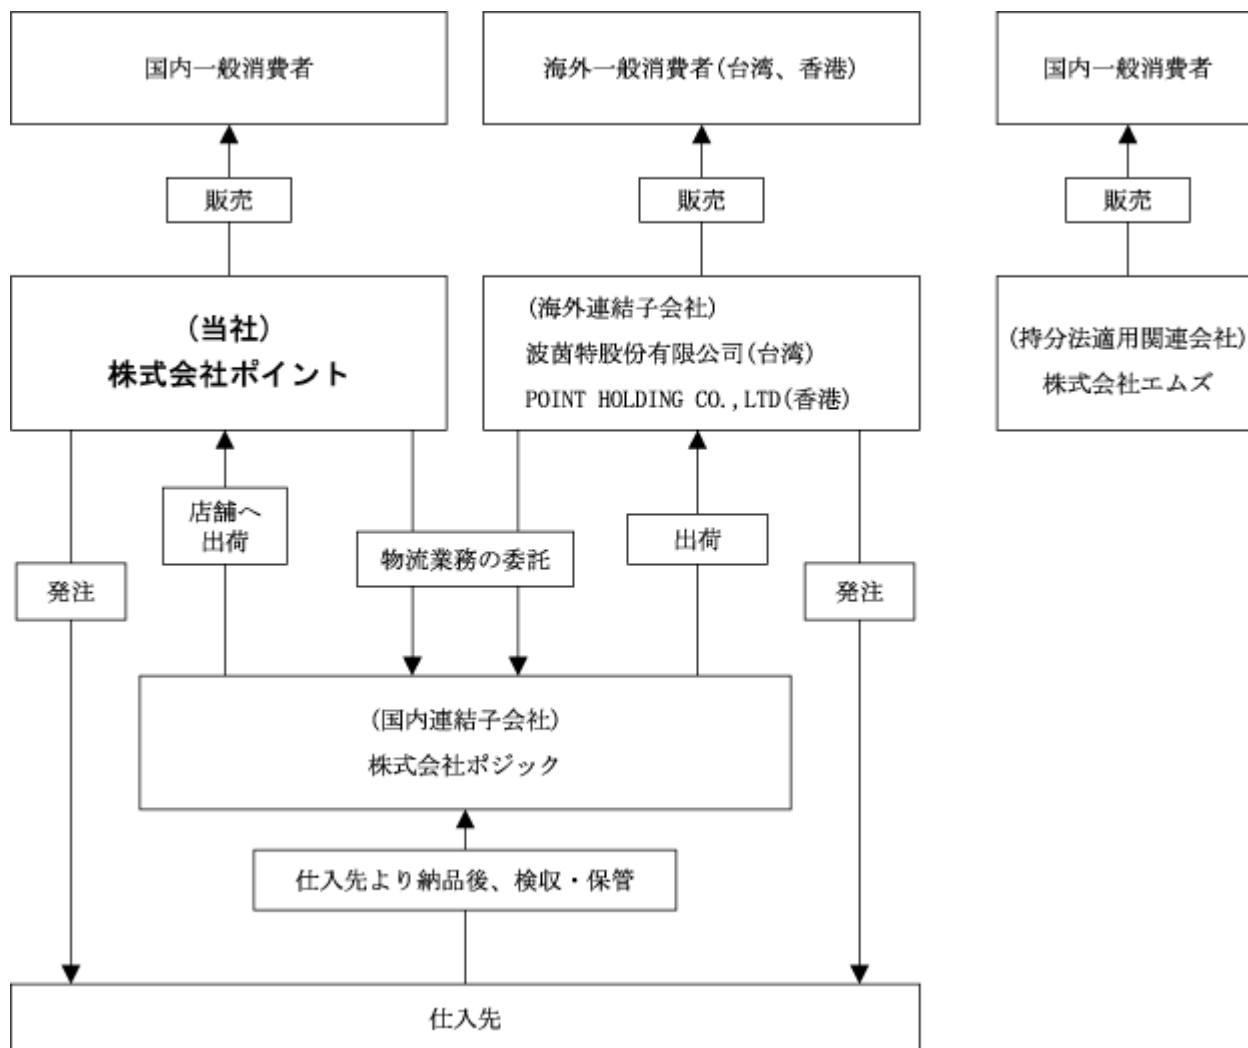 国内一般消費者
海外一般消費者(台湾、香港)
国内一般消費者
販売
販売
販売
(当社)
株式会社ポイント
(海外連結子会社)
波茵特股份有限公司(台湾)
POINT HOLDING CO.,LTD(香港)
(持分法適用関連会社)
株式会社エムズ
店舗へ
出荷
物流業務の委託
出荷
発注
発注
(国内連結子会社)
株式会社ポジック
仕入先より納品後、検収・保管
仕入先